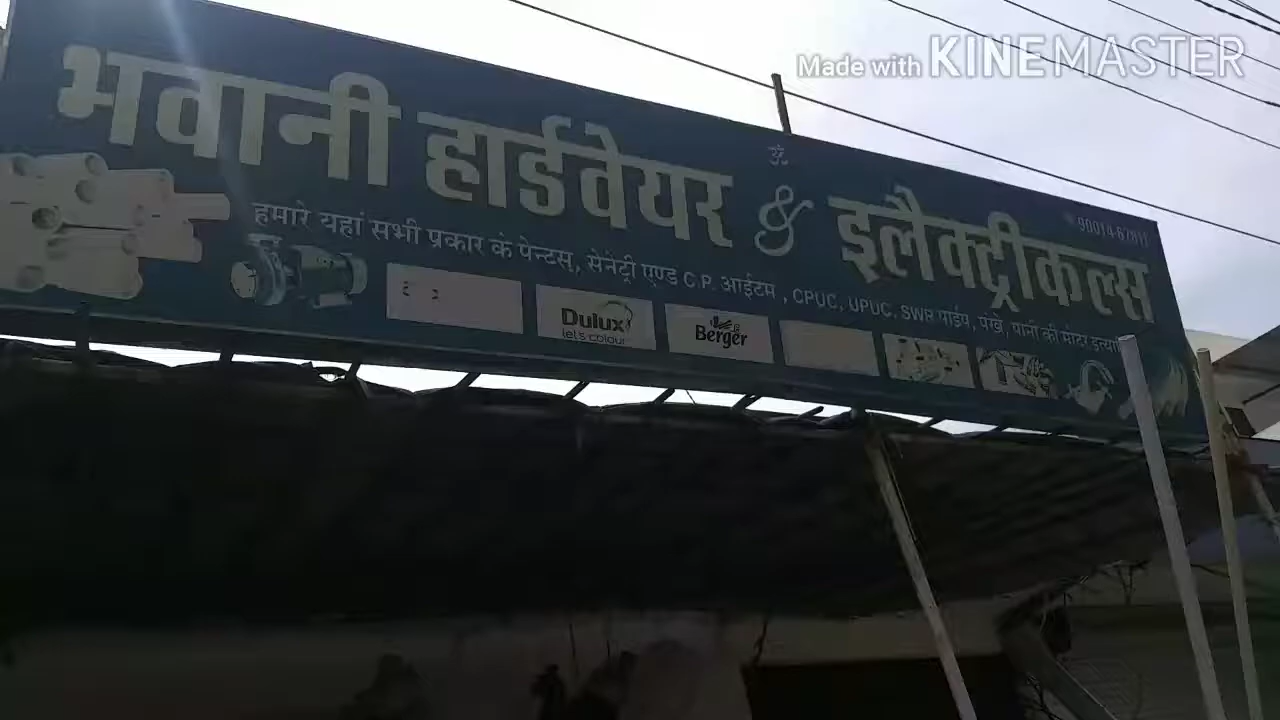 Made with KINEMASTER
ॐ
भवानी हार्डवेयर & इलैक्ट्रीकल्स
हमारे यहां सभी प्रकार के पेन्टस, सेनेट्री एण्ड C.P. आईटम , CPUC, UPUC, SWR पाईप, पंखे, पानी की मोटर इत्यादि
Dulux
let's colour
Berger